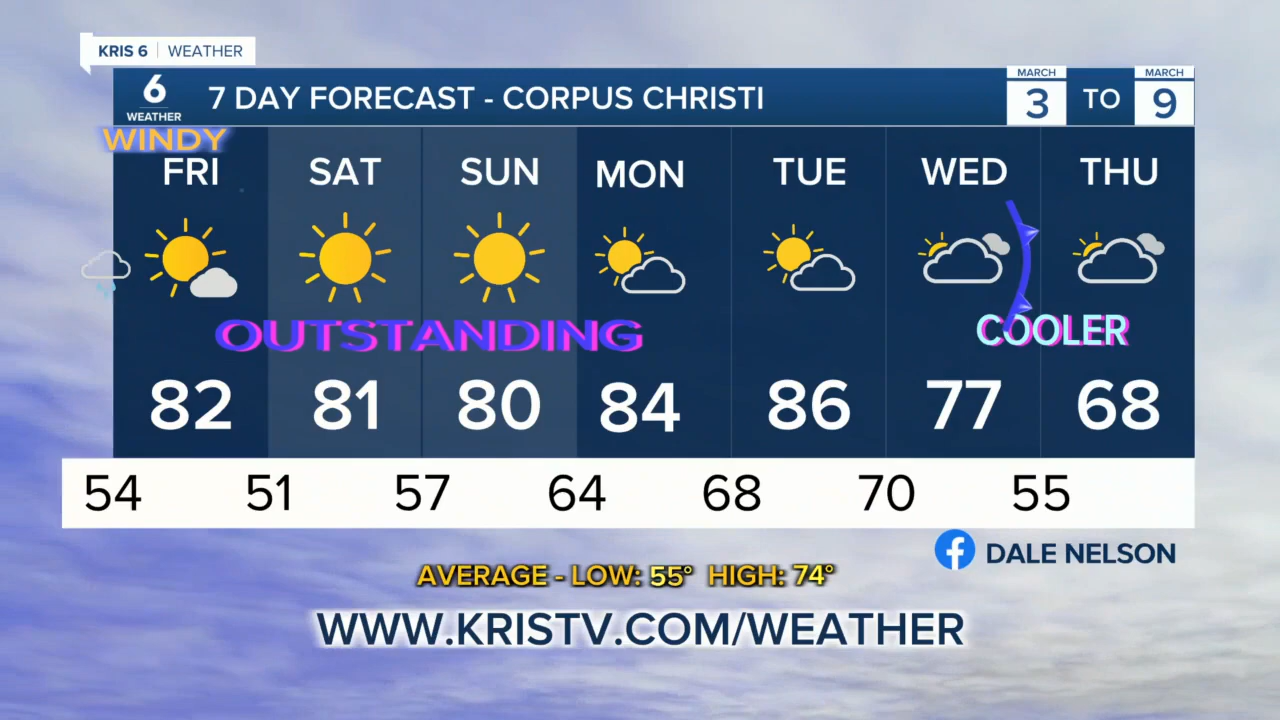 KRIS 6 | WEATHER
6
WEATHER
7 DAY FORECAST - CORPUS CHRISTI
MARCH
3
TO
MARCH
9
WINDY
FRI SAT SUN MON TUE WED THU
OUTSTANDING
COOLER
82 81 80 84 86 77 68
54 51 57 64 68 70 55
f DALE NELSON
AVERAGE - LOW: 55° HIGH: 74°
WWW.KRISTV.COM/WEATHER